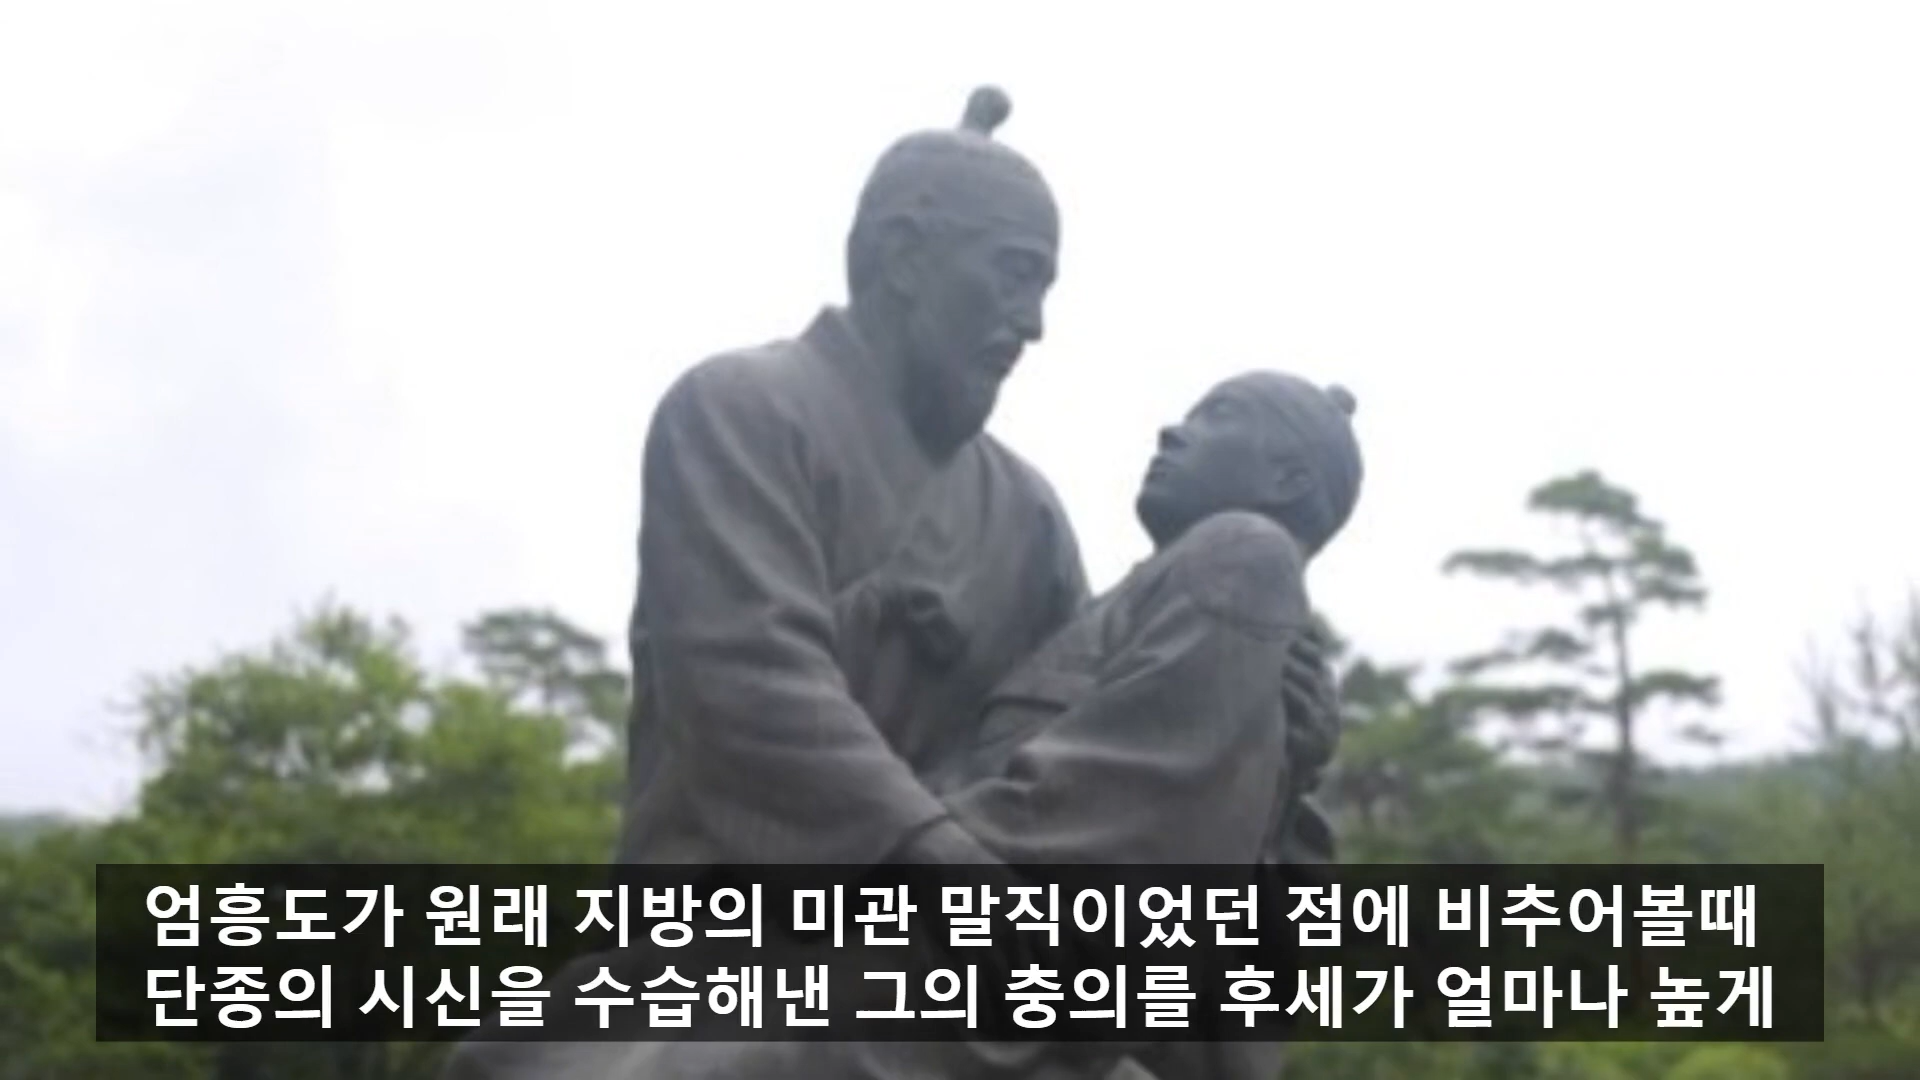 엄흥도가 원래 지방의 미관 말직이었던 점에 비추어볼때
단종의 시신을 수습해낸 그의 충의를 후세가 얼마나 높게